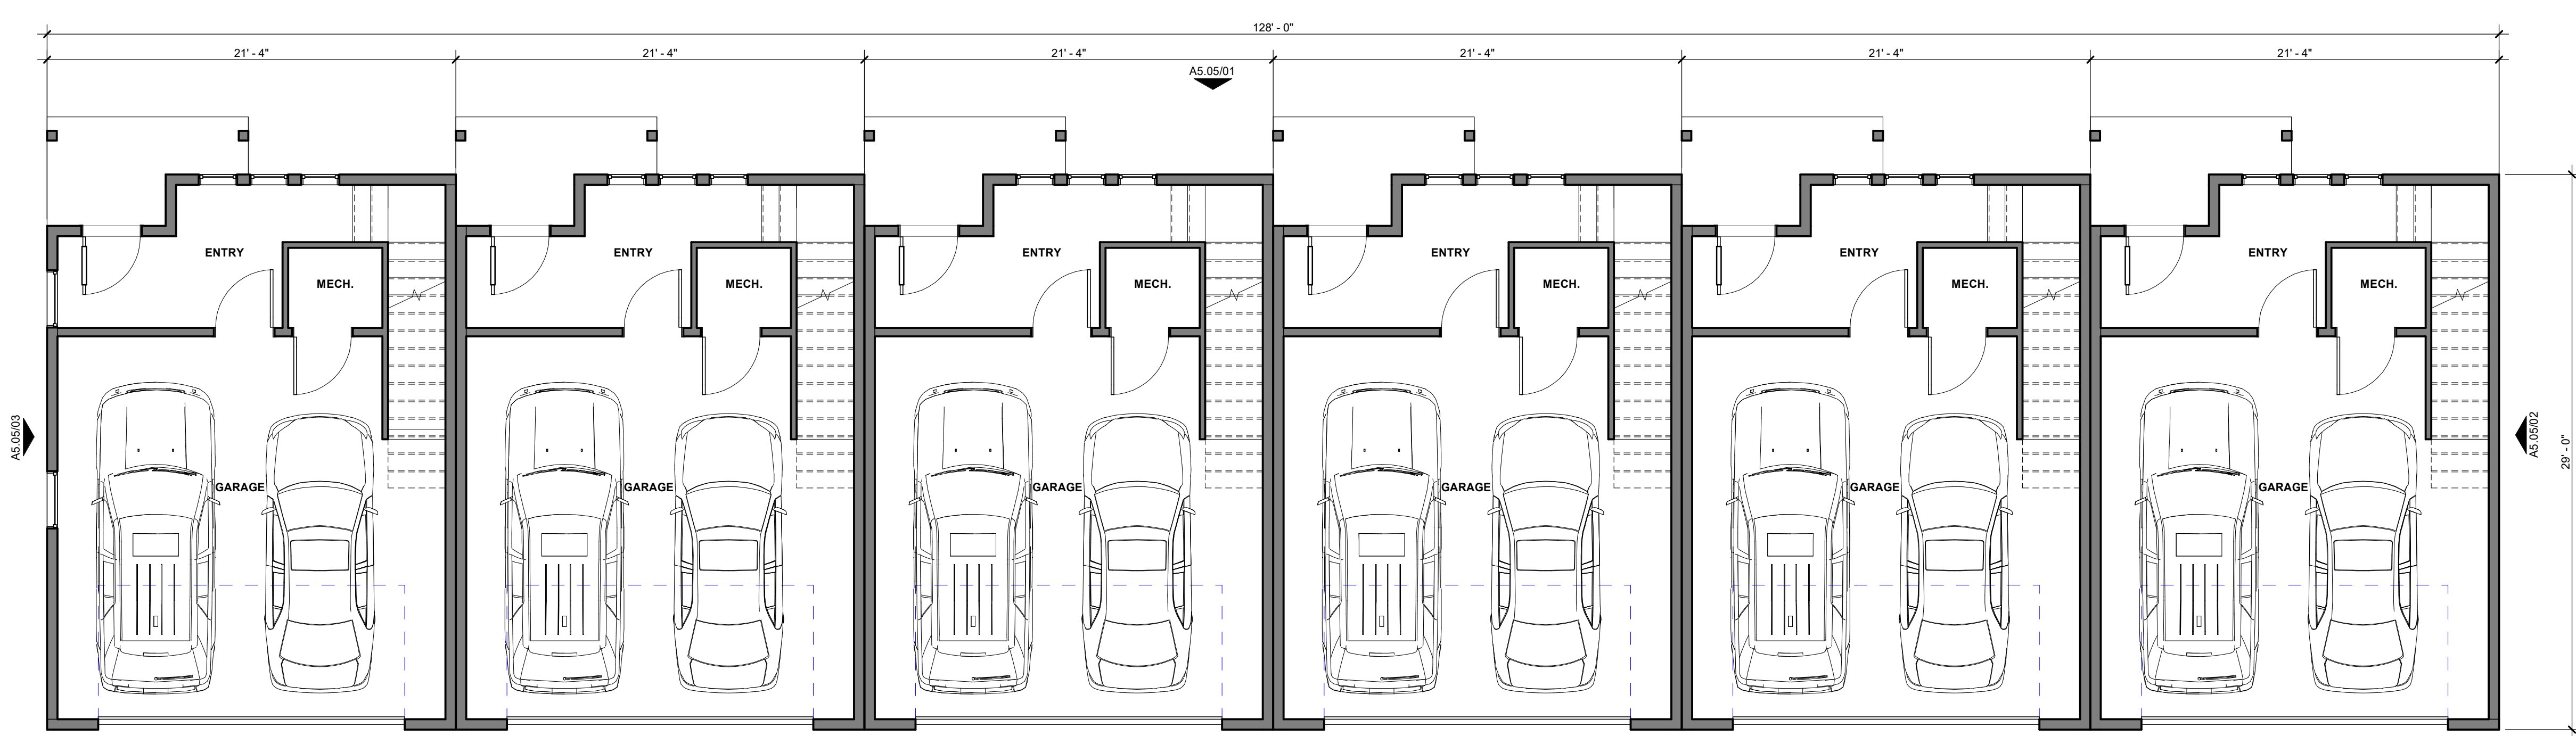 128' - 0"
21' - 4"
21' - 4"
21' - 4"
21' - 4"
21' - 4"
21' - 4"
A5.05/01
ENTRY
ENTRY
ENTRY
ENTRY
ENTRY
ENTRY
MECH.
MECH.
MECH.
MECH.
MECH.
MECH.
A5.05/03
A5.05/02
29' - 0"
GARAGE
GARAGE
GARAGE
GARAGE
GARAGE
GARAGE